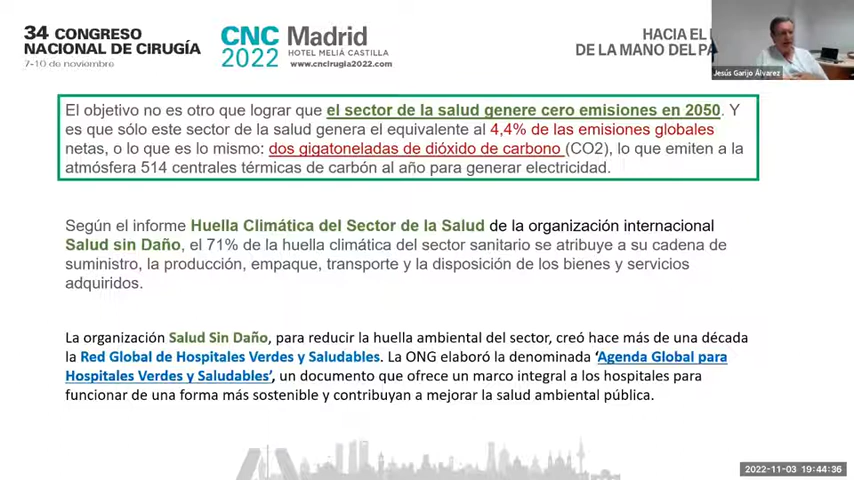 34 CONGRESO
NACIONAL DE CIRUGÍA
7-10 de noviembre
CNC
2022
Madrid
HOTEL MELIÁ CASTILLA
www.cncirugia2022.com
HACIA EL
DE LA MANO DEL PA
Jesús Garijo Álvarez
El objetivo no es otro que lograr que el sector de la salud genere cero emisiones en 2050. Y
es que sólo este sector de la salud genera el equivalente al 4,4% de las emisiones globales
netas, o lo que es lo mismo: dos gigatoneladas de dióxido de carbono (CO2), lo que emiten a la
atmósfera 514 centrales térmicas de carbón al año para generar electricidad.
Según el informe Huella Climática del Sector de la Salud de la organización internacional
Salud sin Daño, el 71% de la huella climática del sector sanitario se atribuye a su cadena de
suministro, la producción, empaque, transporte y la disposición de los bienes y servicios
adquiridos.
La organización Salud Sin Daño, para reducir la huella ambiental del sector, creó hace más de una década
la Red Global de Hospitales Verdes y Saludables. La ONG elaboró la denominada ‘Agenda Global para
Hospitales Verdes y Saludables’, un documento que ofrece un marco integral a los hospitales para
funcionar de una forma más sostenible y contribuyan a mejorar la salud ambiental pública.
2022-11-03 19:44:36